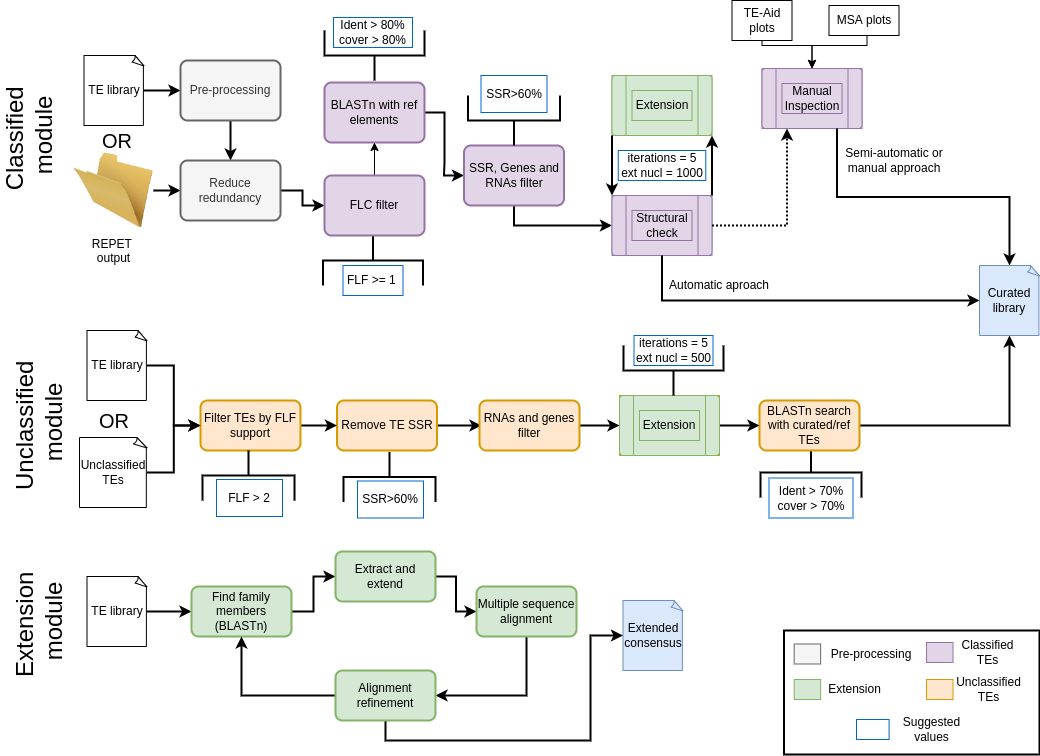 Classified
module
TE library
OR
REPET
output
Pre-processing
Reduce
redundancy
Ident > 80%
cover > 80%
BLASTn with ref
elements
FLC filter
FLF >= 1
SSR>60%
SSR, Genes and
RNAs filter
Extension
iterations = 5
ext nucl = 1000
Structural
check
TE-Aid
plots
MSA plots
Manual
Inspection
Semi-automatic or
manual approach
Automatic aproach
Curated
library
Unclassified
module
TE library
OR
Unclassified
TEs
Filter TEs by FLF
support
FLF > 2
Remove TE SSR
SSR>60%
RNAs and genes
filter
iterations = 5
ext nucl = 500
Extension
BLASTn search
with curated/ref
TEs
Ident > 70%
cover > 70%
Extension
module
TE library
Find family
members
(BLASTn)
Extract and
extend
Multiple sequence
alignment
Alignment
refinement
Extended
consensus
Pre-processing
Classified
TEs
Extension
Unclassified
TEs
Suggested
values